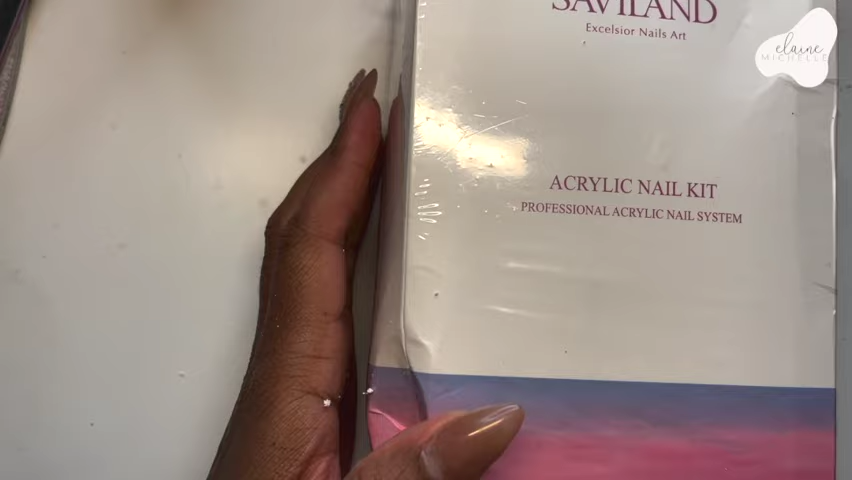 SAVILAND
Excelsior Nails Art
elaine
MICHELLE
ACRYLIC NAIL KIT
PROFESSIONAL ACRYLIC NAIL SYSTEM